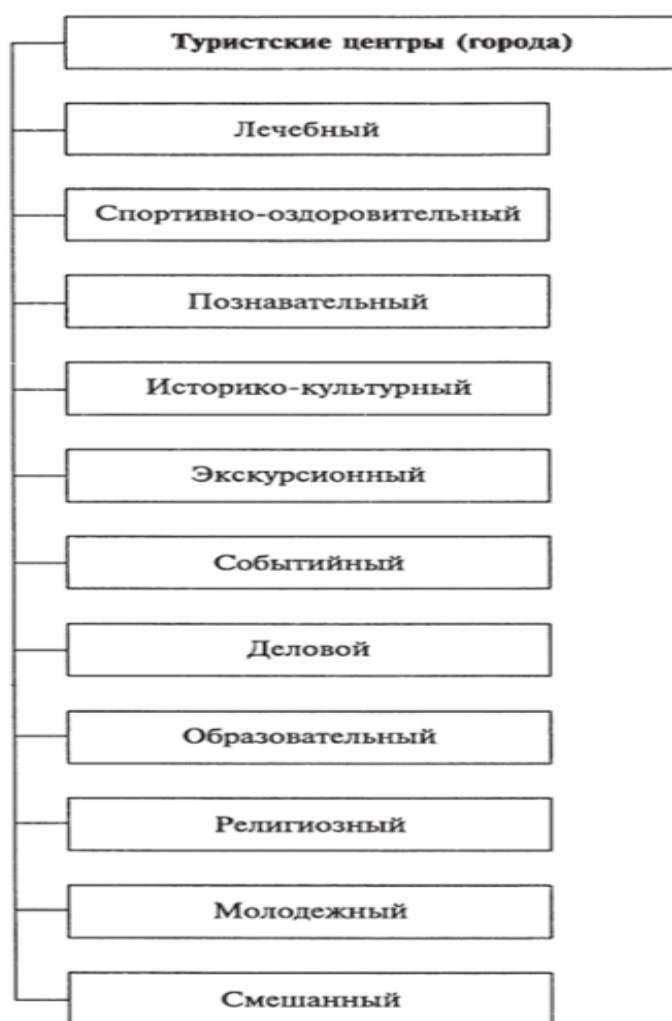 Туристские центры (города)
Лечебный
Спортивно-оздоровительный
Познавательный
Историко-культурный
Экскурсионный
Событийный
Деловой
Образовательный
Религиозный
Молодежный
Смешанный